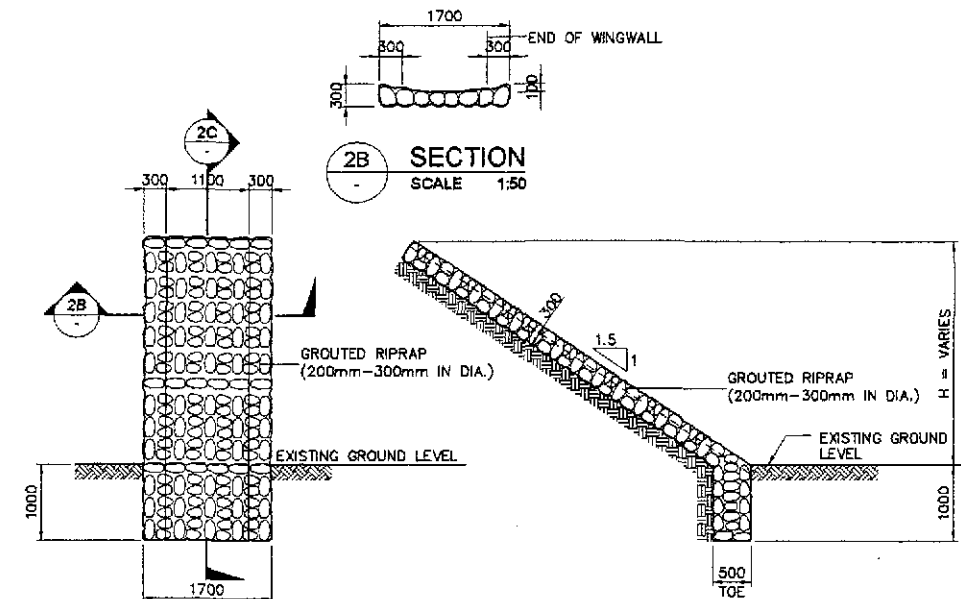 1700
300
300
END OF WINGWALL
300
100
2B
-
SECTION
SCALE 1:50
2C
-
300
1100
300
2B
-
GROUTED RIPRAP
(200mm-300mm IN DIA.)
EXISTING GROUND LEVEL
1000
1700
300
1.5
1
GROUTED RIPRAP
(200mm-300mm IN DIA.)
EXISTING GROUND
LEVEL
H = VARIES
1000
500
TOE